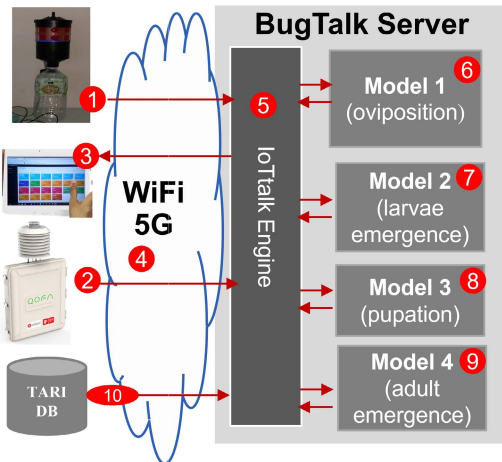 BugTalk Server
1
3
2
10
WiFi
5G
4
5
IoTtalk Engine
6
Model 1
(oviposition)
7
Model 2
(larvae
emergence)
8
Model 3
(pupation)
9
Model 4
(adult
emergence)
QOFA
TARI
DB